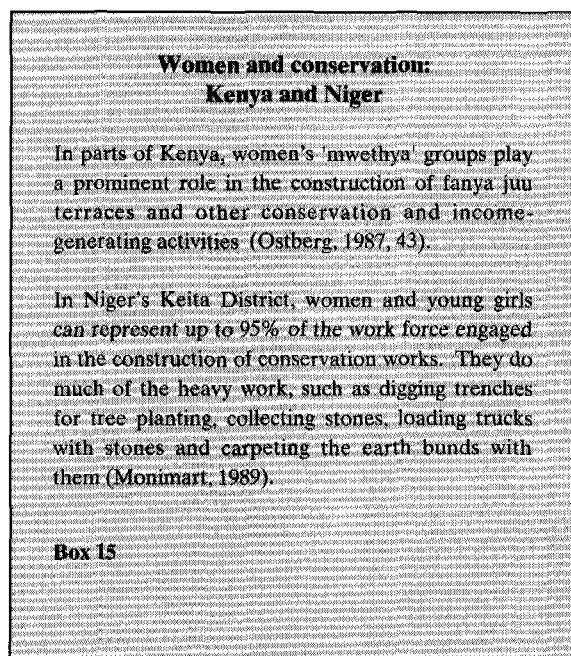 Women and conservation:
Kenya and Niger
In parts of Kenya, women's 'mwethya' groups play
a prominent role in the construction of fanya juu
terraces and other conservation and income-
generating activities (Ostberg, 1987, 43).
In Niger's Keita District, women and young girls
can represent up to 95% of the work force engaged
in the construction of conservation works. They do
much of the heavy work, such as digging trenches
for tree planting, collecting stones, loading trucks
with stones and carpeting the earth bunds with
them (Monimart, 1989).
Box 15